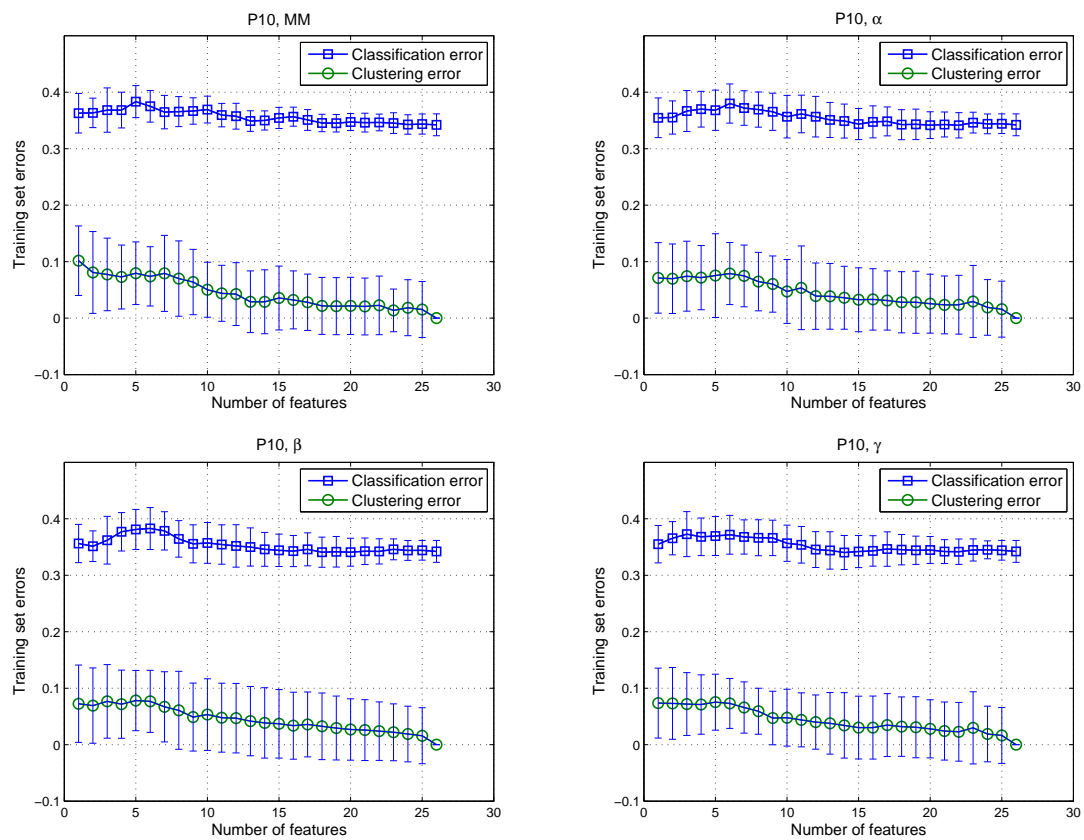 P10, MM
Classification error
Clustering error
0.4
0.3
0.2
0.1
0
−0.1
Training set errors
0 5 10 15 20 25 30
Number of features
P10, α
Classification error
Clustering error
0.4
0.3
0.2
0.1
0
−0.1
Training set errors
0 5 10 15 20 25 30
Number of features
P10, β
Classification error
Clustering error
0.4
0.3
0.2
0.1
0
−0.1
Training set errors
0 5 10 15 20 25 30
Number of features
P10, γ
Classification error
Clustering error
0.4
0.3
0.2
0.1
0
−0.1
Training set errors
0 5 10 15 20 25 30
Number of features